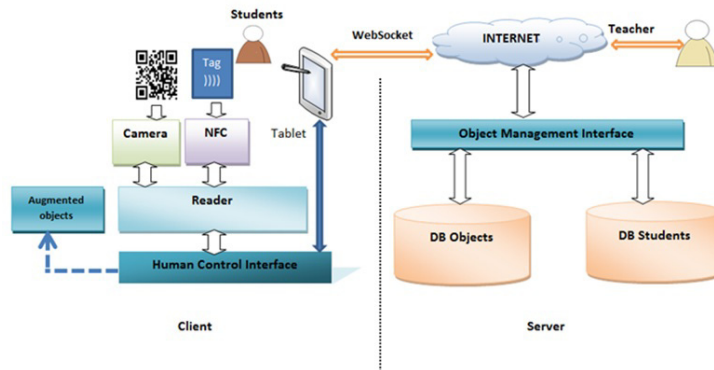 Students
WebSocket
INTERNET
Teacher
Tag
))))
Camera
NFC
Tablet
Object Management Interface
Augmented
objects
Reader
DB Objects
DB Students
Human Control Interface
Client
Server